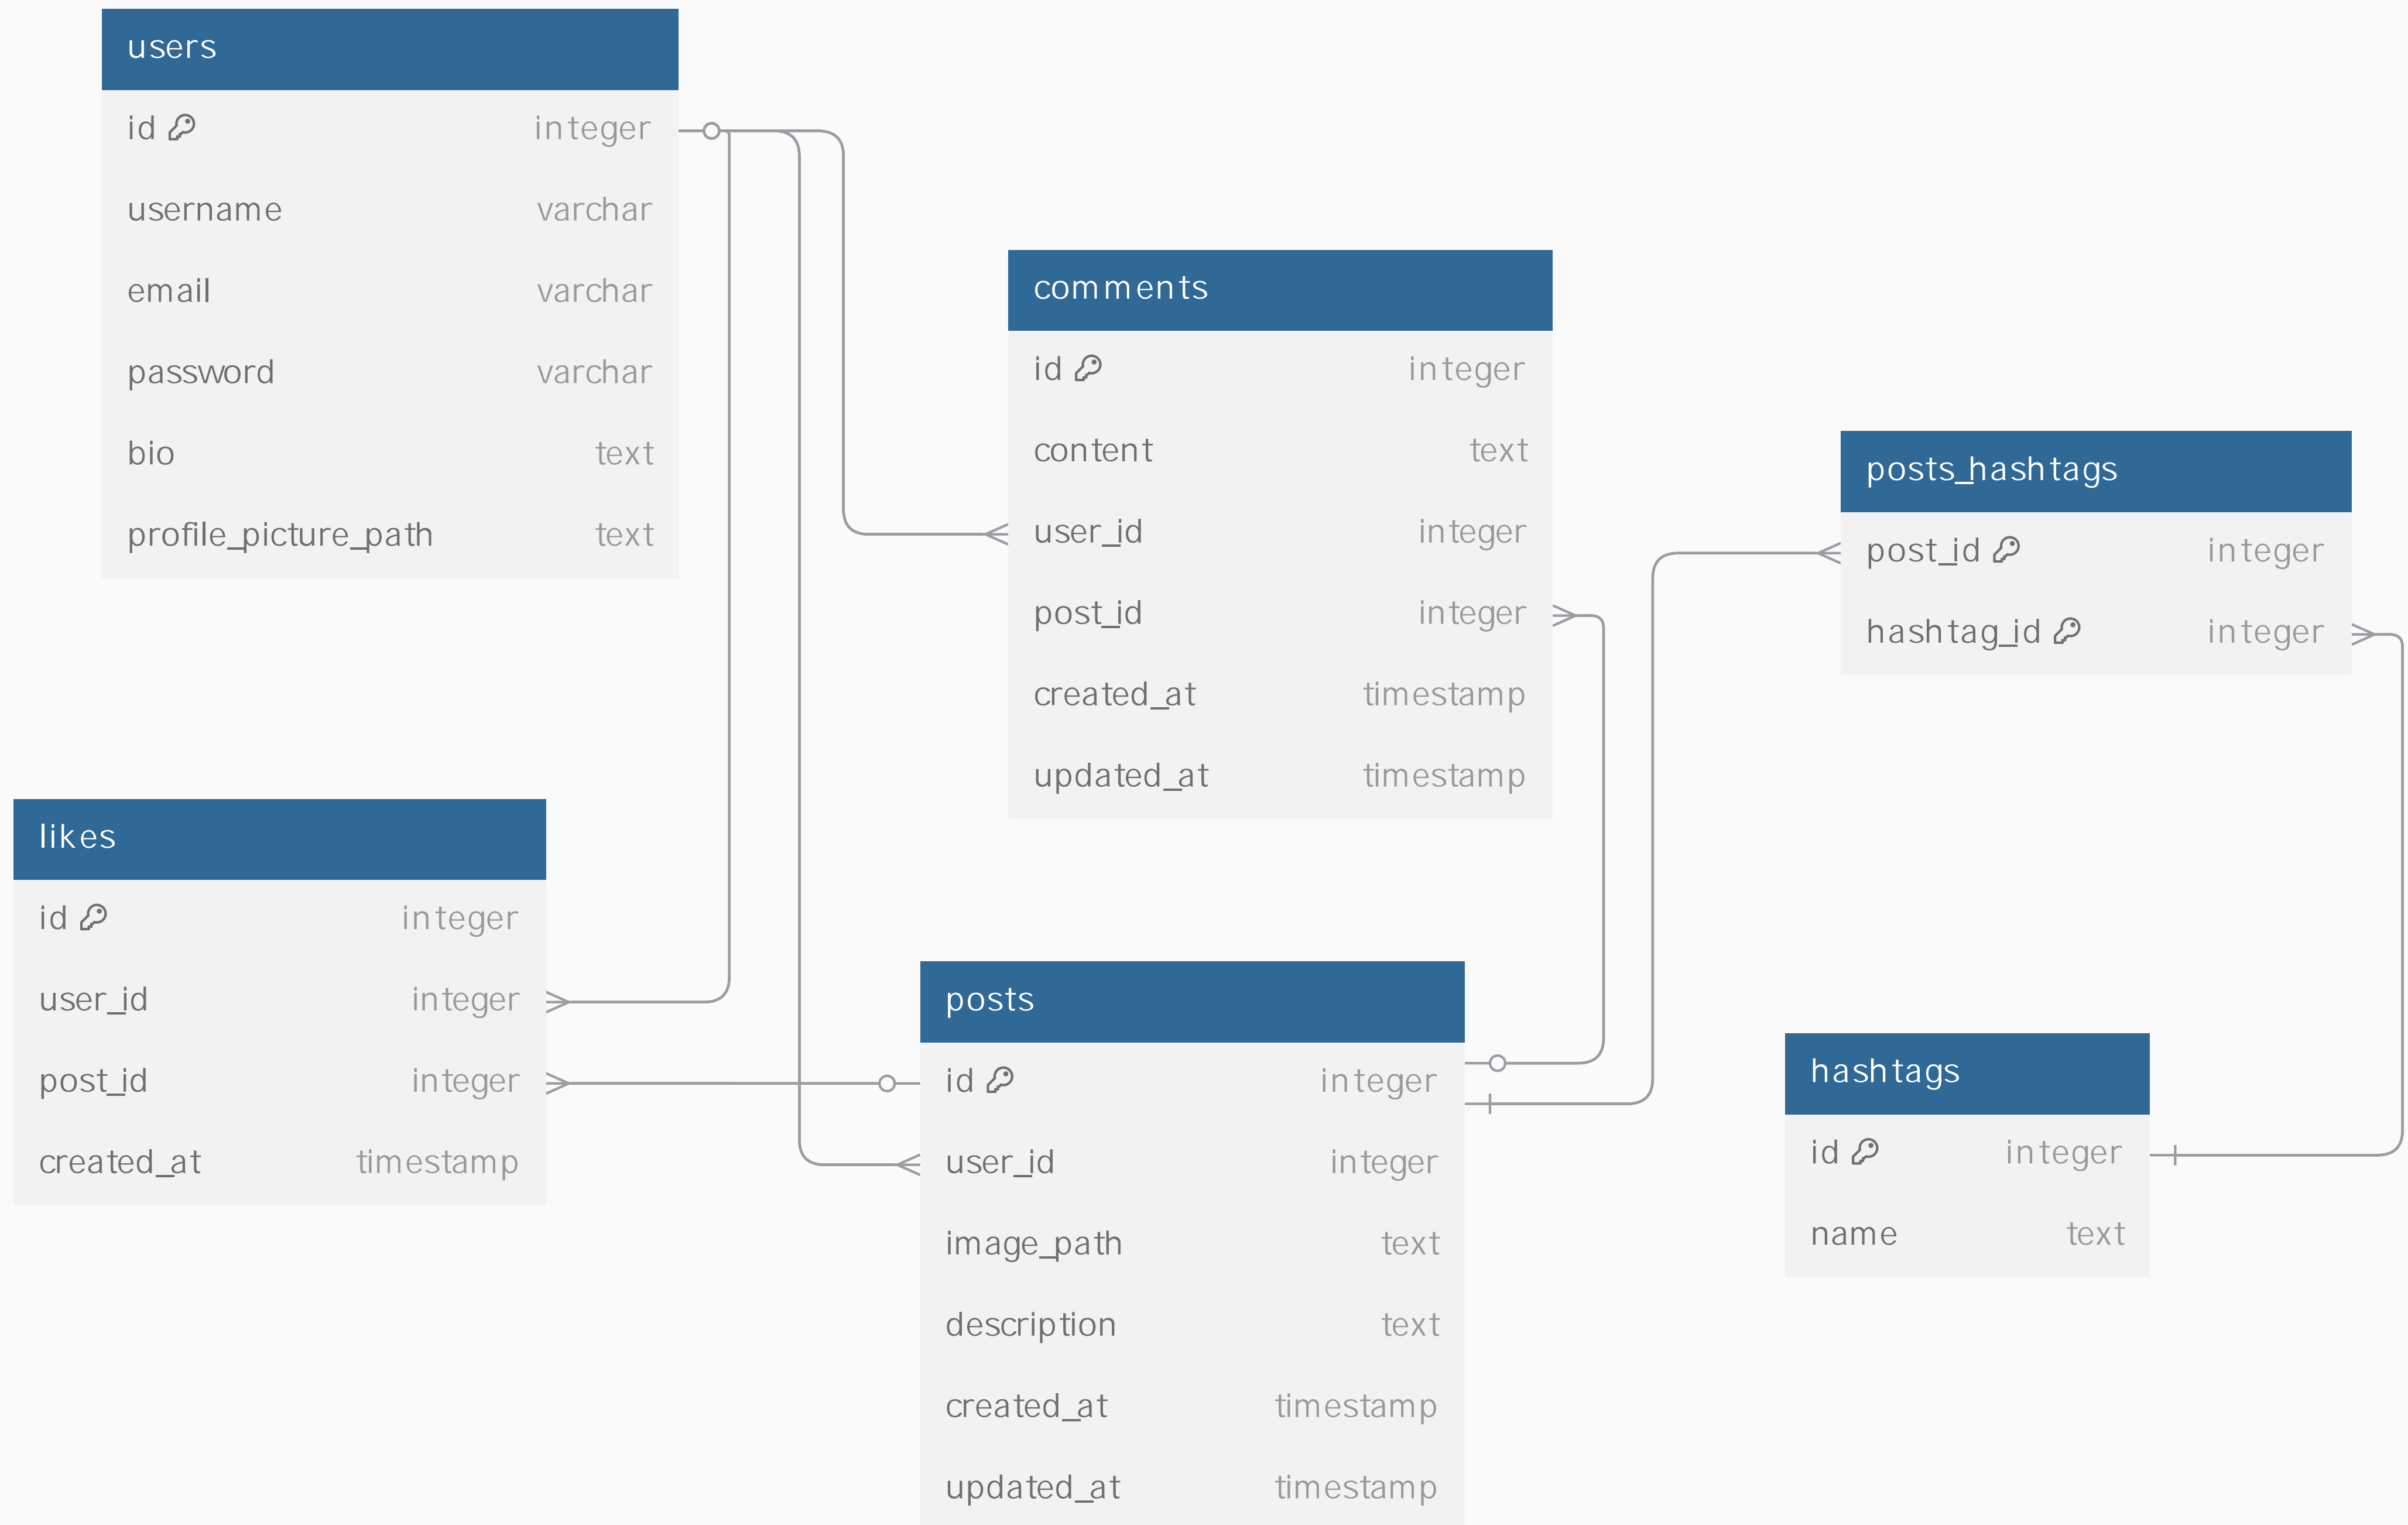 users
id integer
username varchar
email varchar
password varchar
bio text
profile_picture_path text
comments
id integer
content text
user_id integer
post_id integer
created_at timestamp
updated_at timestamp
posts_hashtags
post_id integer
hashtag_id integer
likes
id integer
user_id integer
post_id integer
created_at timestamp
posts
id integer
user_id integer
image_path text
description text
created_at timestamp
updated_at timestamp
hashtags
id integer
name text